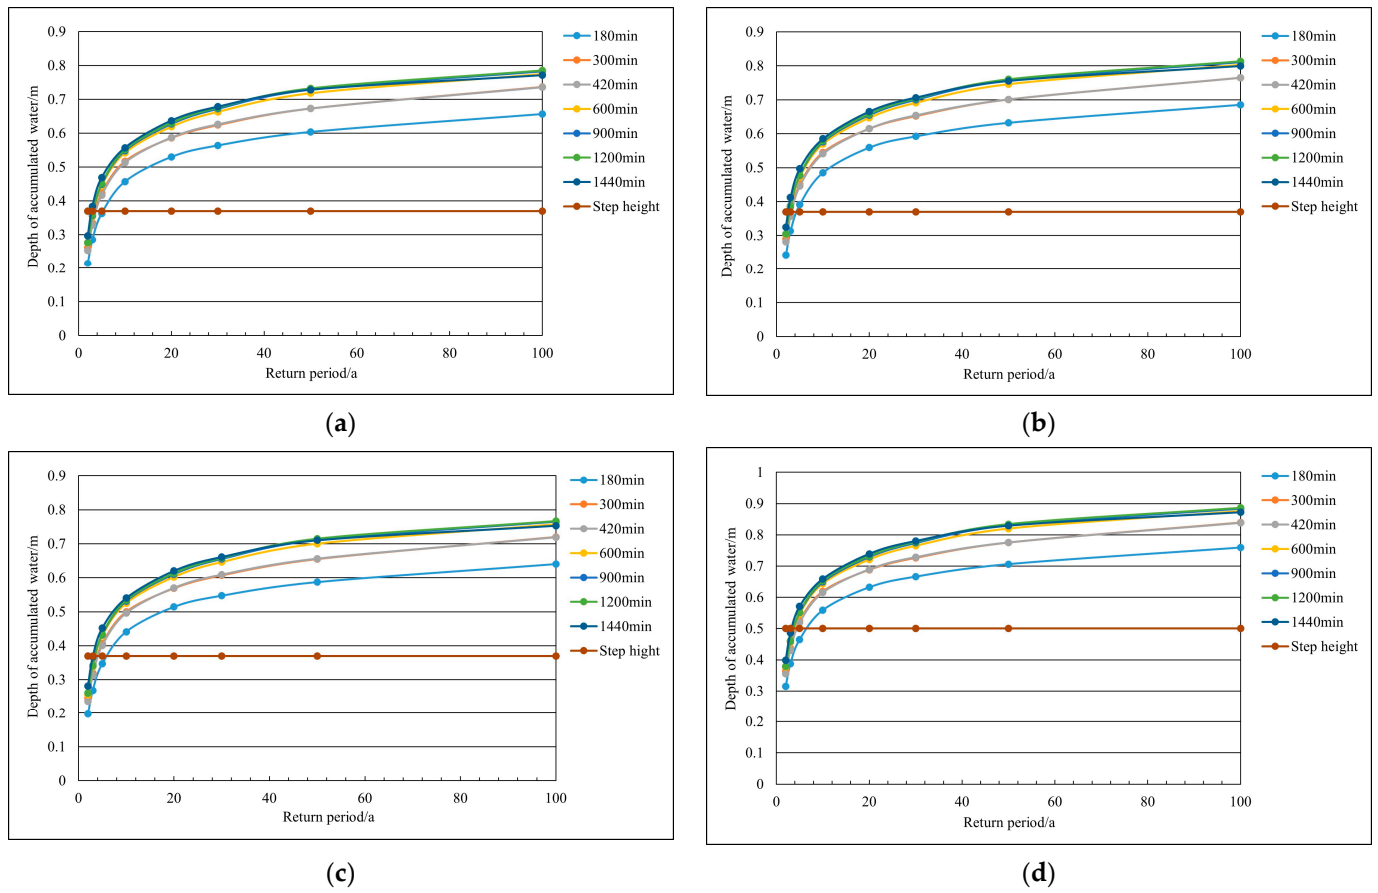 0.9
0.8
0.7
0.6
0.5
0.4
0.3
0.2
0.1
0
Depth of accumulated water/m
0 20 40 60 80 100
Return period/a
180min
300min
420min
600min
900min
1200min
1440min
Step height
(a)
0.9
0.8
0.7
0.6
0.5
0.4
0.3
0.2
0.1
0
Depth of accumulated water/m
0 20 40 60 80 100
Return period/a
180min
300min
420min
600min
900min
1200min
1440min
Step height
(b)
0.9
0.8
0.7
0.6
0.5
0.4
0.3
0.2
0.1
0
Depth of accumulated water/m
0 20 40 60 80 100
Return period/a
180min
300min
420min
600min
900min
1200min
1440min
Step hight
(c)
1
0.9
0.8
0.7
0.6
0.5
0.4
0.3
0.2
0.1
0
Depth of accumulated water/m
0 20 40 60 80 100
Return period/a
180min
300min
420min
600min
900min
1200min
1440min
Step height
(d)